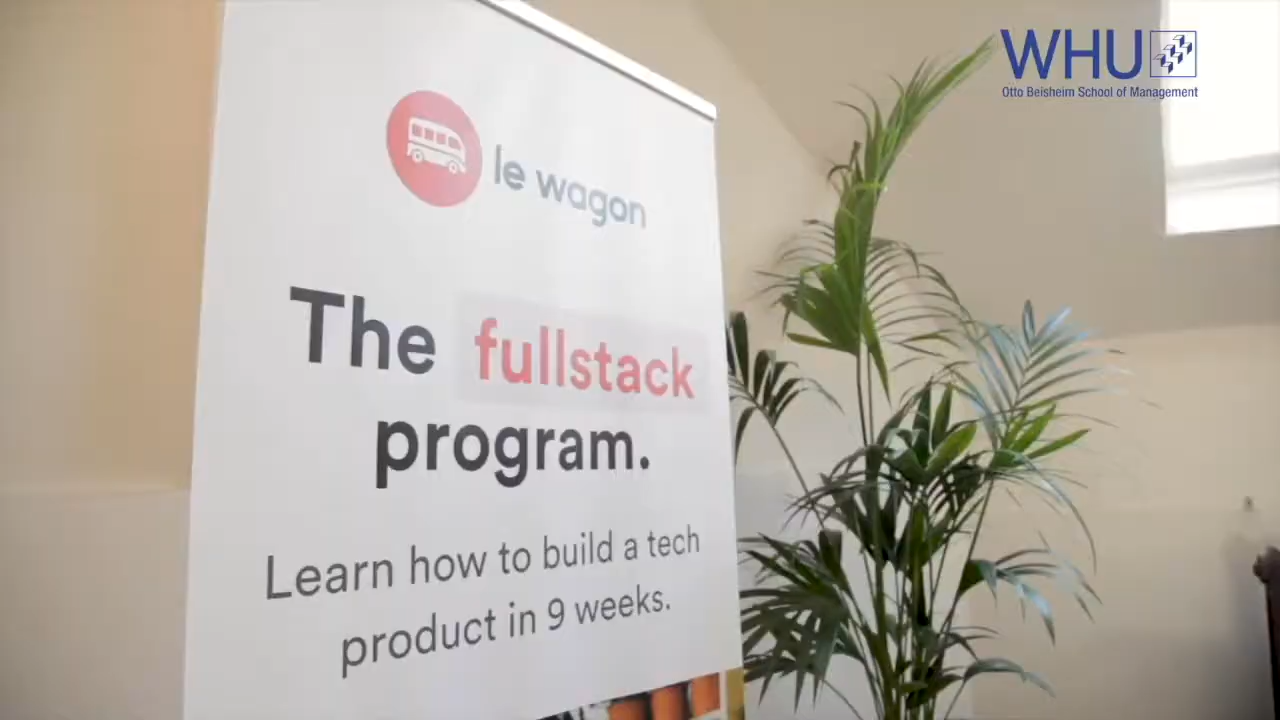 WHU
Otto Beisheim School of Management
le wagon
The fullstack
program.
Learn how to build a tech
product in 9 weeks.